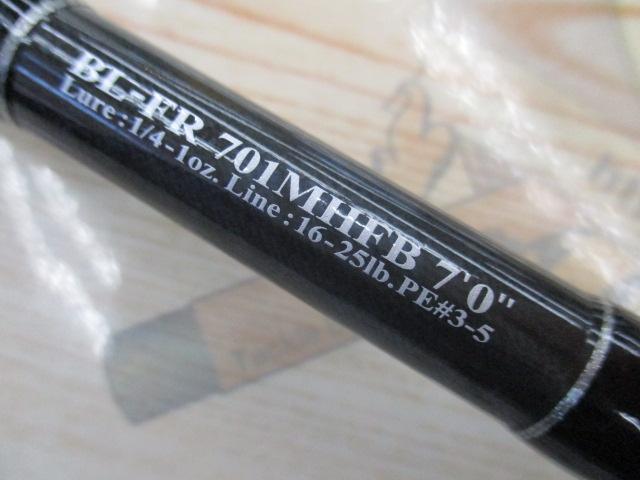 BL-FR 701MHFB 7'0"
Lure : 1/4-1oz. Line : 16-25lb. PE#3-5